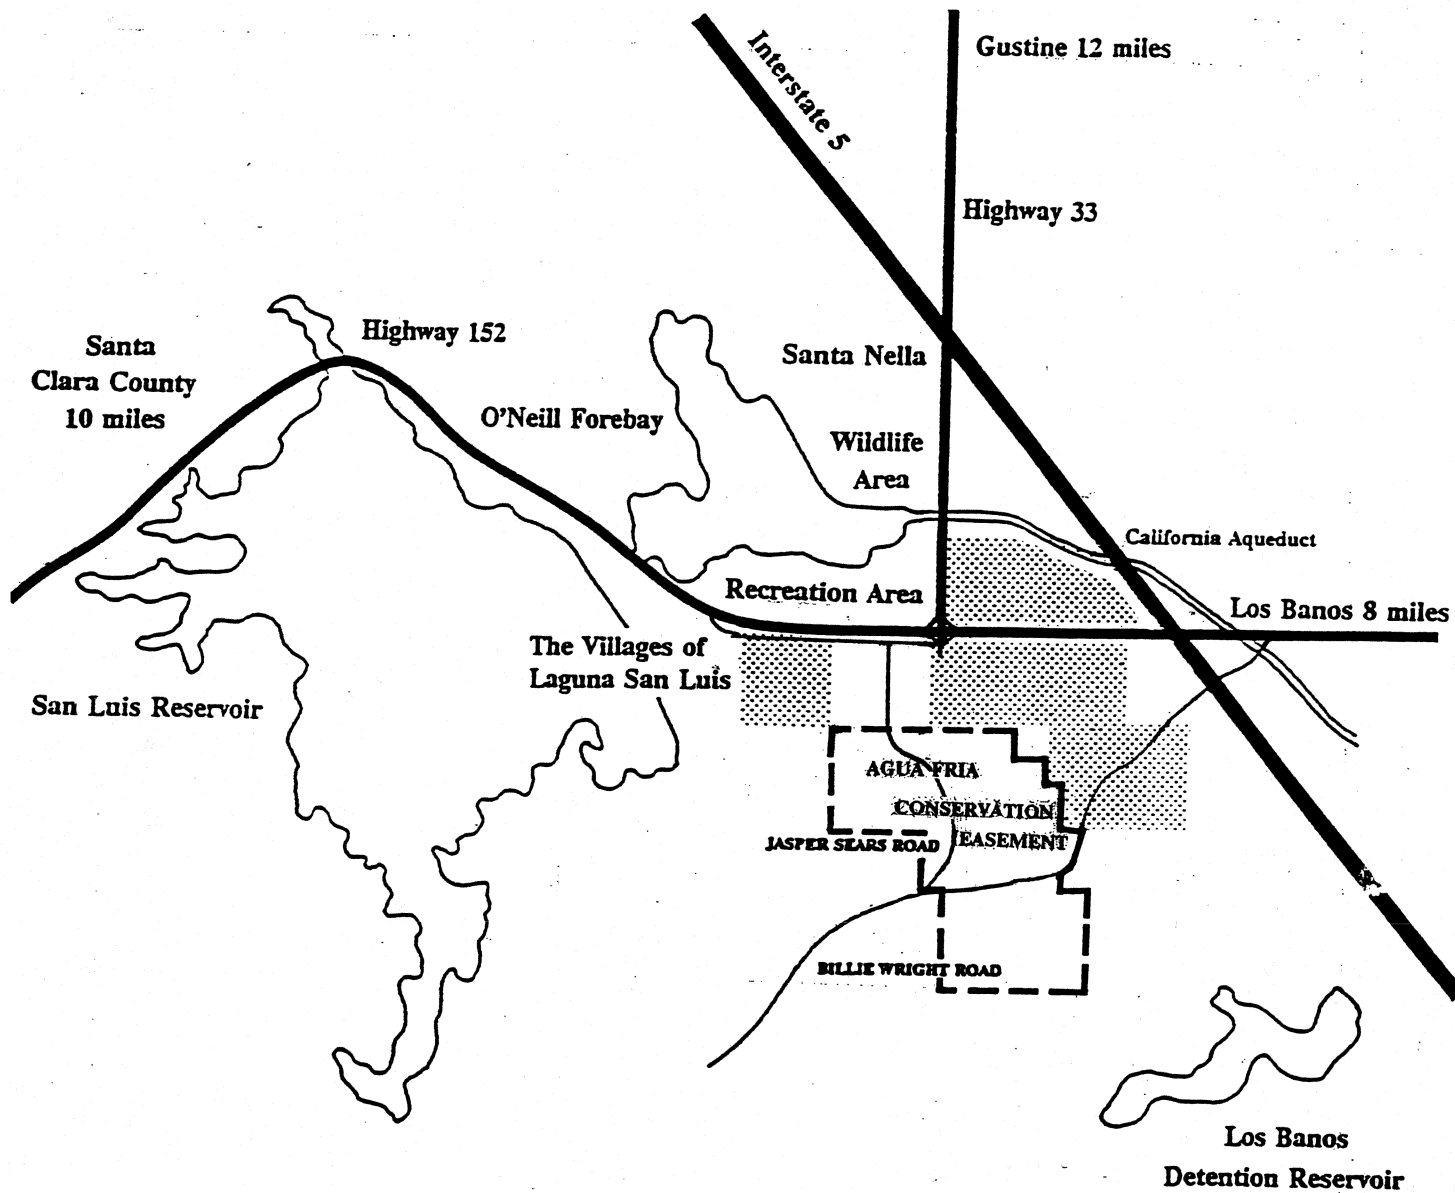 Gustine 12 miles
Interstate 5
Highway 33
Highway 152
Santa
Clara County
10 miles
Santa Nella
O'Neill Forebay
Wildlife
Area
California Aqueduct
Recreation Area
Los Banos 8 miles
The Villages of
Laguna San Luis
San Luis Reservoir
AGUA FRIA
CONSERVATION
EASEMENT
JASPER SEARS ROAD
BILLIE WRIGHT ROAD
Los Banos
Detention Reservoir